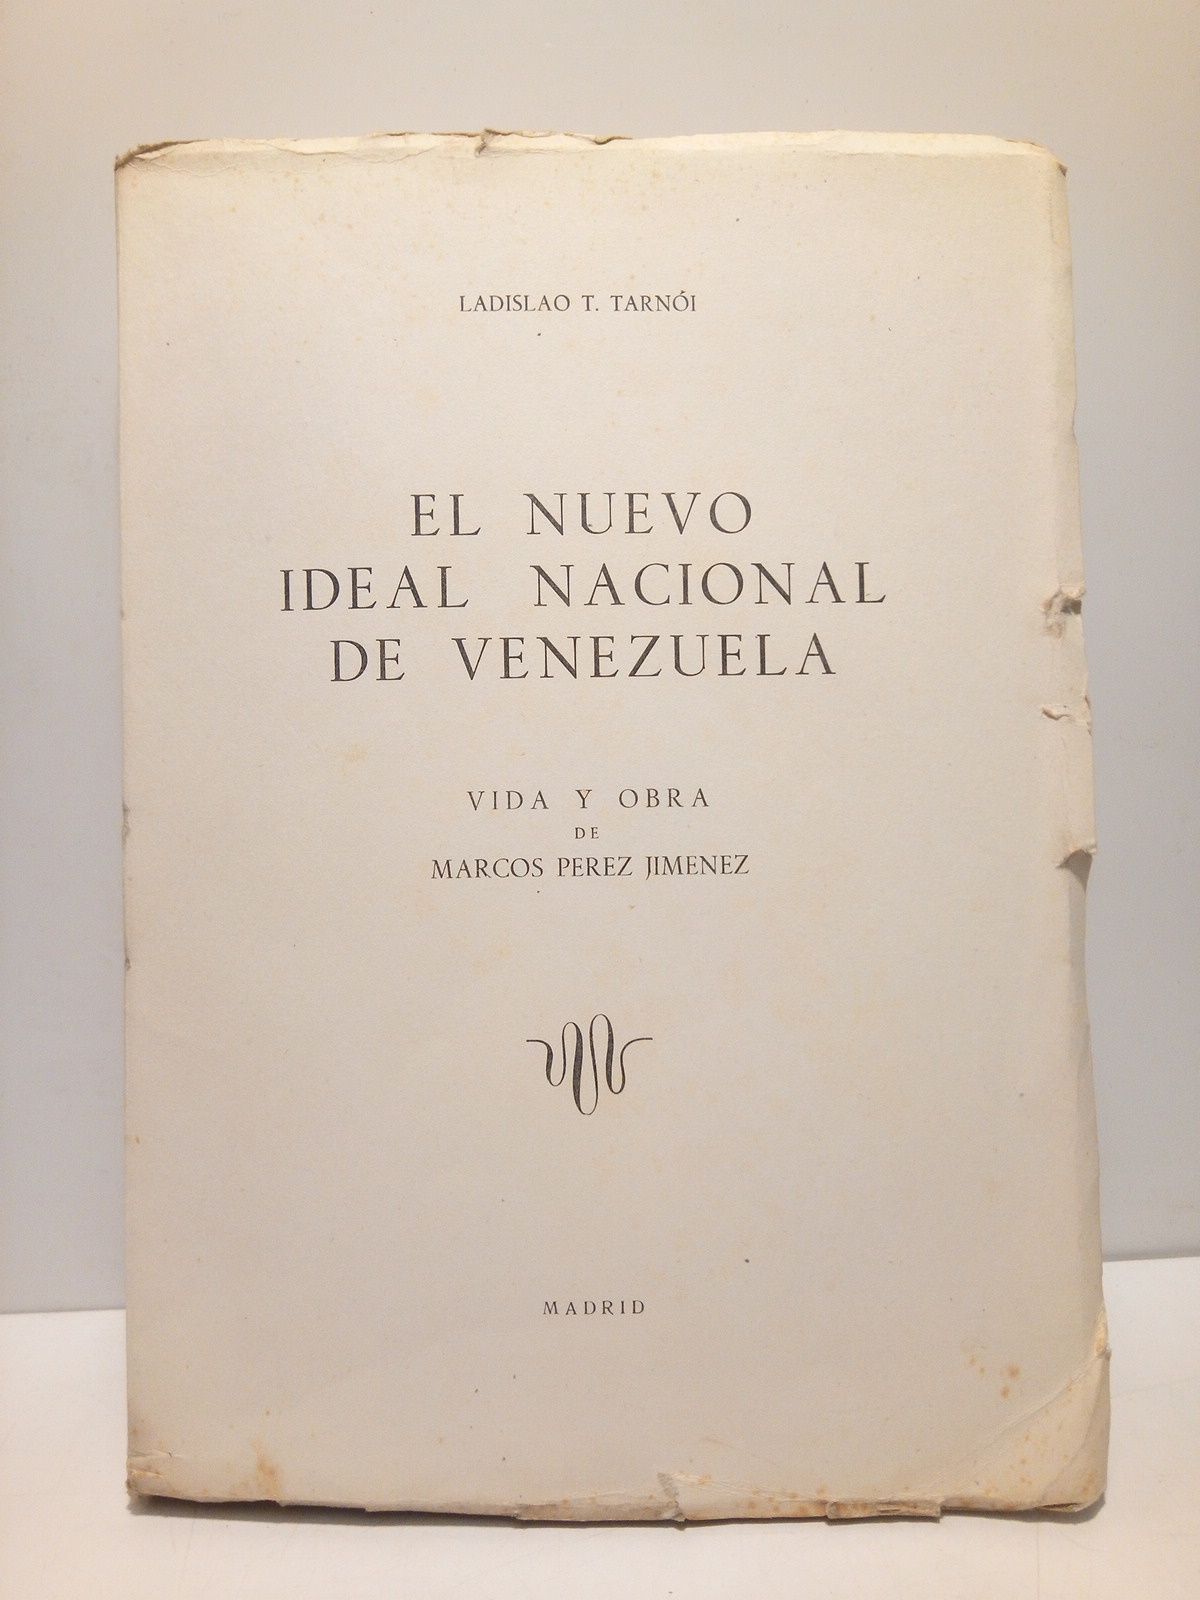 LADISLAO T. TARNÓI
EL NUEVO
IDEAL NACIONAL
DE VENEZUELA
VIDA Y OBRA
DE
MARCOS PEREZ JIMENEZ
MADRID